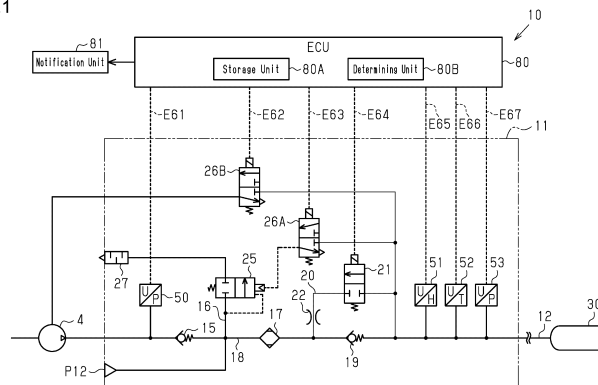 1
10
81
ECU
Notification Unit
Storage Unit
80A
Determining Unit
80B
80
E61
E62
E63
E64
E65
E66
E67
11
26B
26A
27
25
21
51
52
53
U
P
50
U
H
U
T
U
P
20
22
16
30
4
15
18
17
19
12
P12